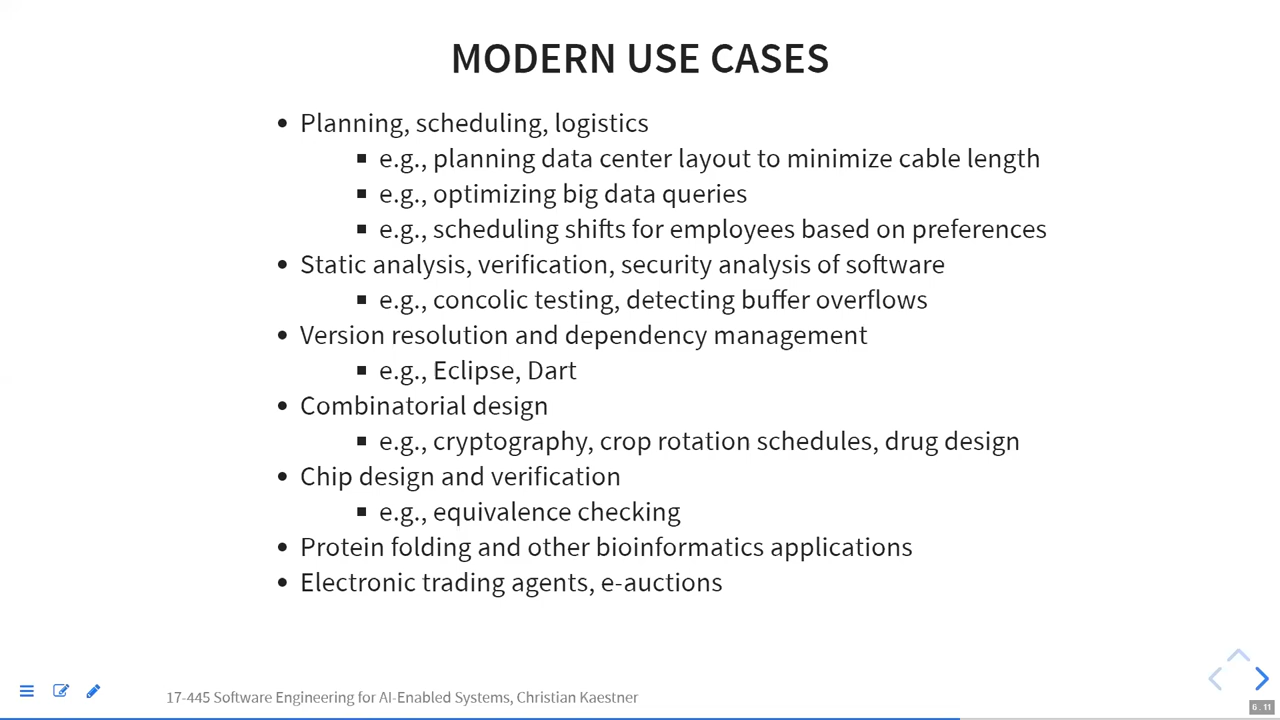 MODERN USE CASES
• Planning, scheduling, logistics
▪ e.g., planning data center layout to minimize cable length
▪ e.g., optimizing big data queries
▪ e.g., scheduling shifts for employees based on preferences
• Static analysis, verification, security analysis of software
▪ e.g., concolic testing, detecting buffer overflows
• Version resolution and dependency management
▪ e.g., Eclipse, Dart
• Combinatorial design
▪ e.g., cryptography, crop rotation schedules, drug design
• Chip design and verification
▪ e.g., equivalence checking
• Protein folding and other bioinformatics applications
• Electronic trading agents, e-auctions
17-445 Software Engineering for AI-Enabled Systems, Christian Kaestner
6.11